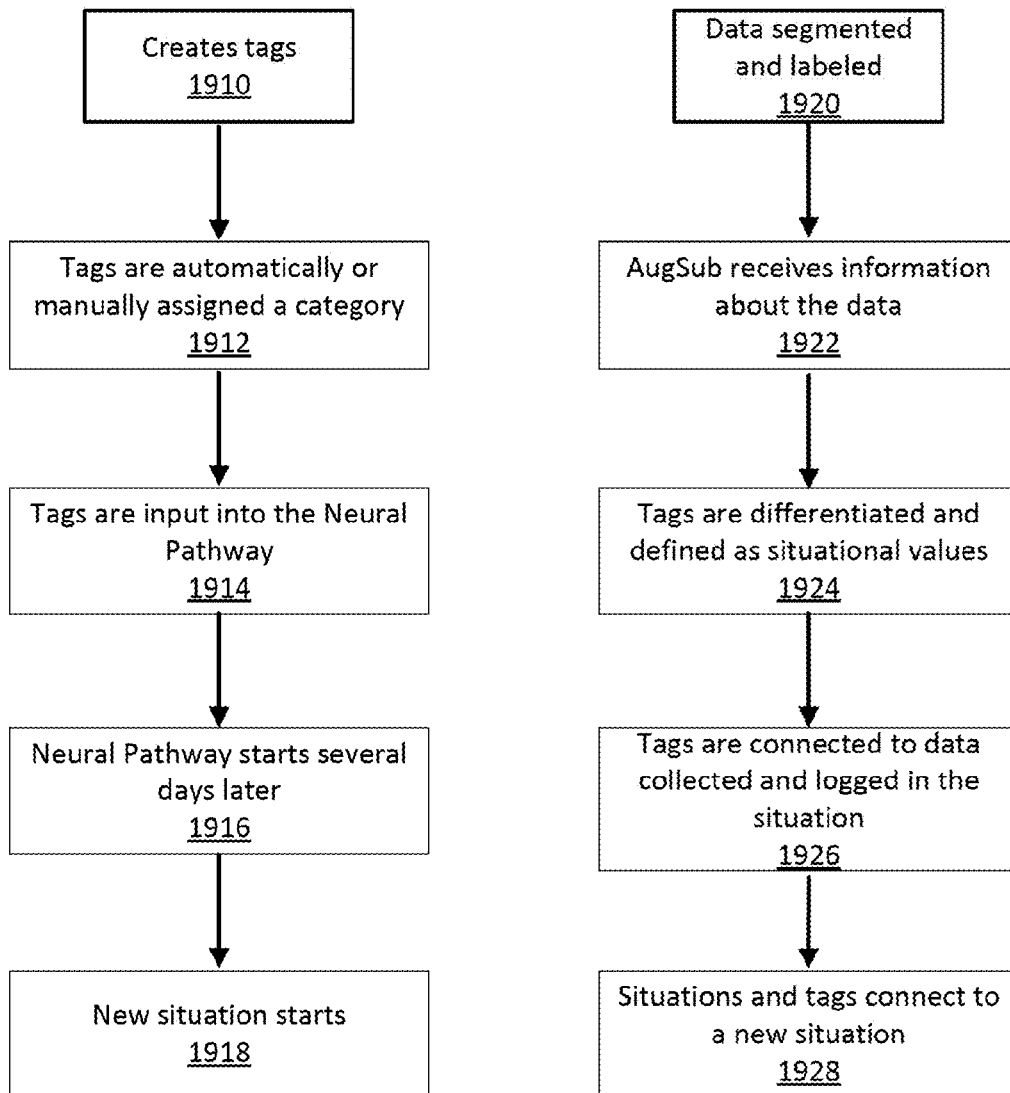 Creates tags
1910
Tags are automatically or
manually assigned a category
1912
Tags are input into the Neural
Pathway
1914
Neural Pathway starts several
days later
1916
New situation starts
1918
Data segmented
and labeled
1920
AugSub receives information
about the data
1922
Tags are differentiated and
defined as situational values
1924
Tags are connected to data
collected and logged in the
situation
1926
Situations and tags connect to
a new situation
1928